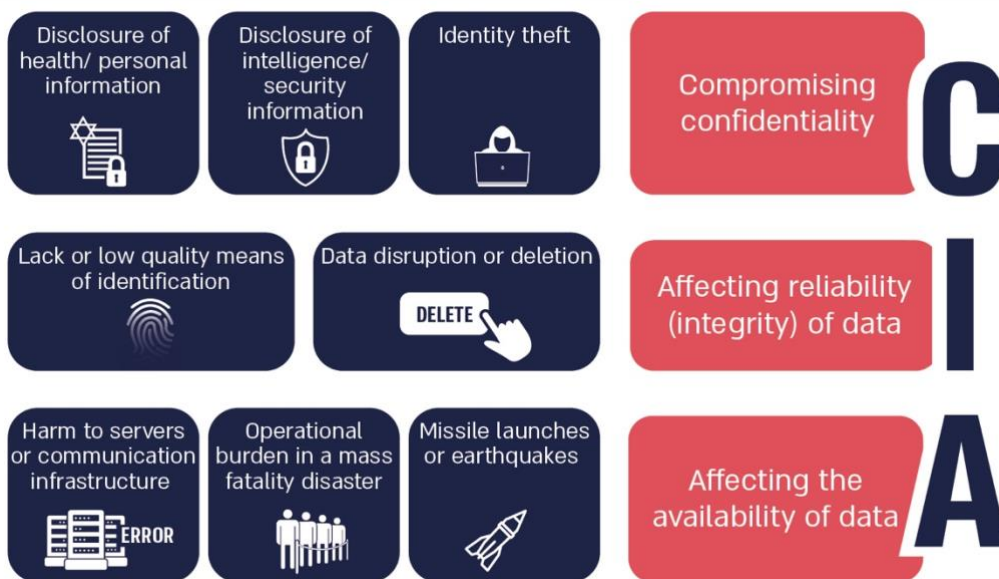 Disclosure of
health/ personal
information
Disclosure of
intelligence/
security
information
Identity theft
Compromising
confidentiality
C
Lack or low quality means
of identification
Data disruption or deletion
DELETE
Affecting reliability
(integrity) of data
I
Harm to servers
or communication
infrastructure
ERROR
Operational
burden in a mass
fatality disaster
Missile launches
or earthquakes
Affecting the
availability of data
A